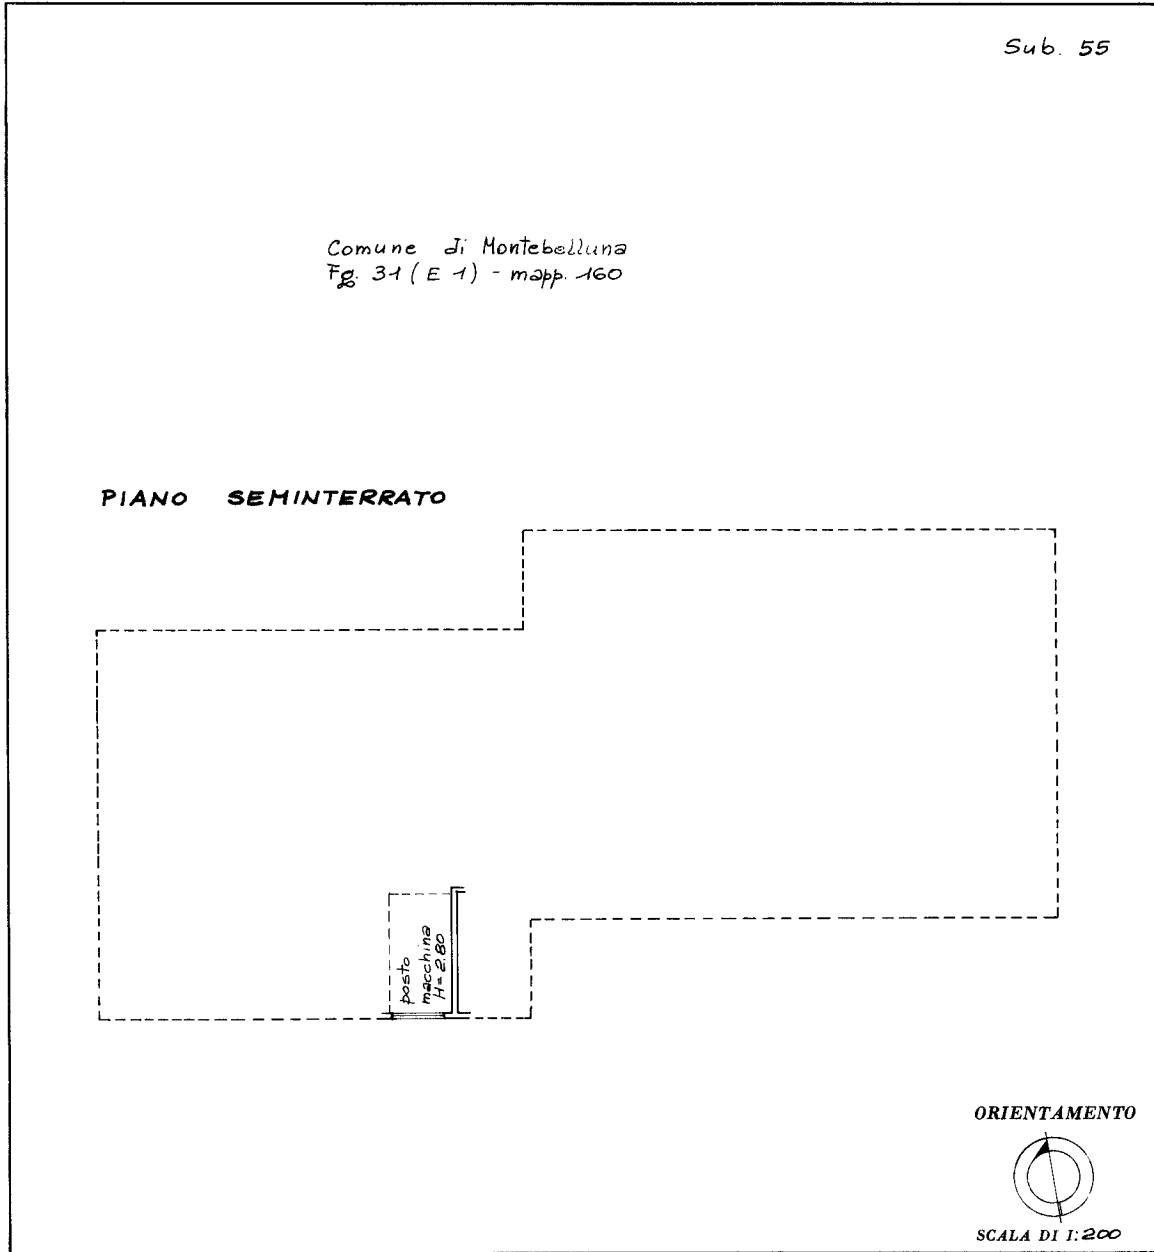 Sub. 55
Comune di Montebelluna
Fg. 31 (E 1) - mapp. 160
PIANO SEMINTERRATO
posto
macchina
H=2.80
ORIENTAMENTO
SCALA DI 1:200